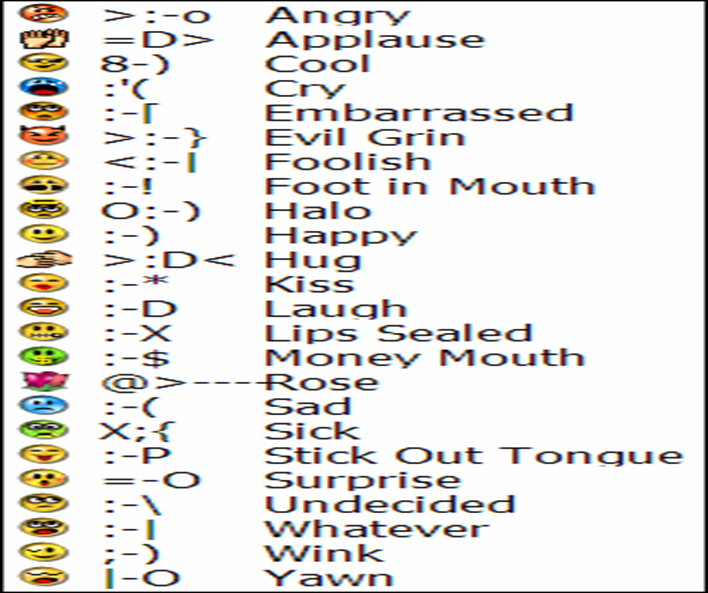 >:-o Angry
=D> Applause
8-) Cool
:'( Cry
:-[ Embarrassed
>:-} Evil Grin
<:-| Foolish
:-! Foot in Mouth
O:-) Halo
:-) Happy
>:D< Hug
:-* Kiss
:-D Laugh
:-X Lips Sealed
:-$ Money Mouth
@>---- Rose
:-( Sad
X;{ Sick
:-P Stick Out Tongue
=-O Surprise
:-\ Undecided
:-| Whatever
;-) Wink
|-O Yawn